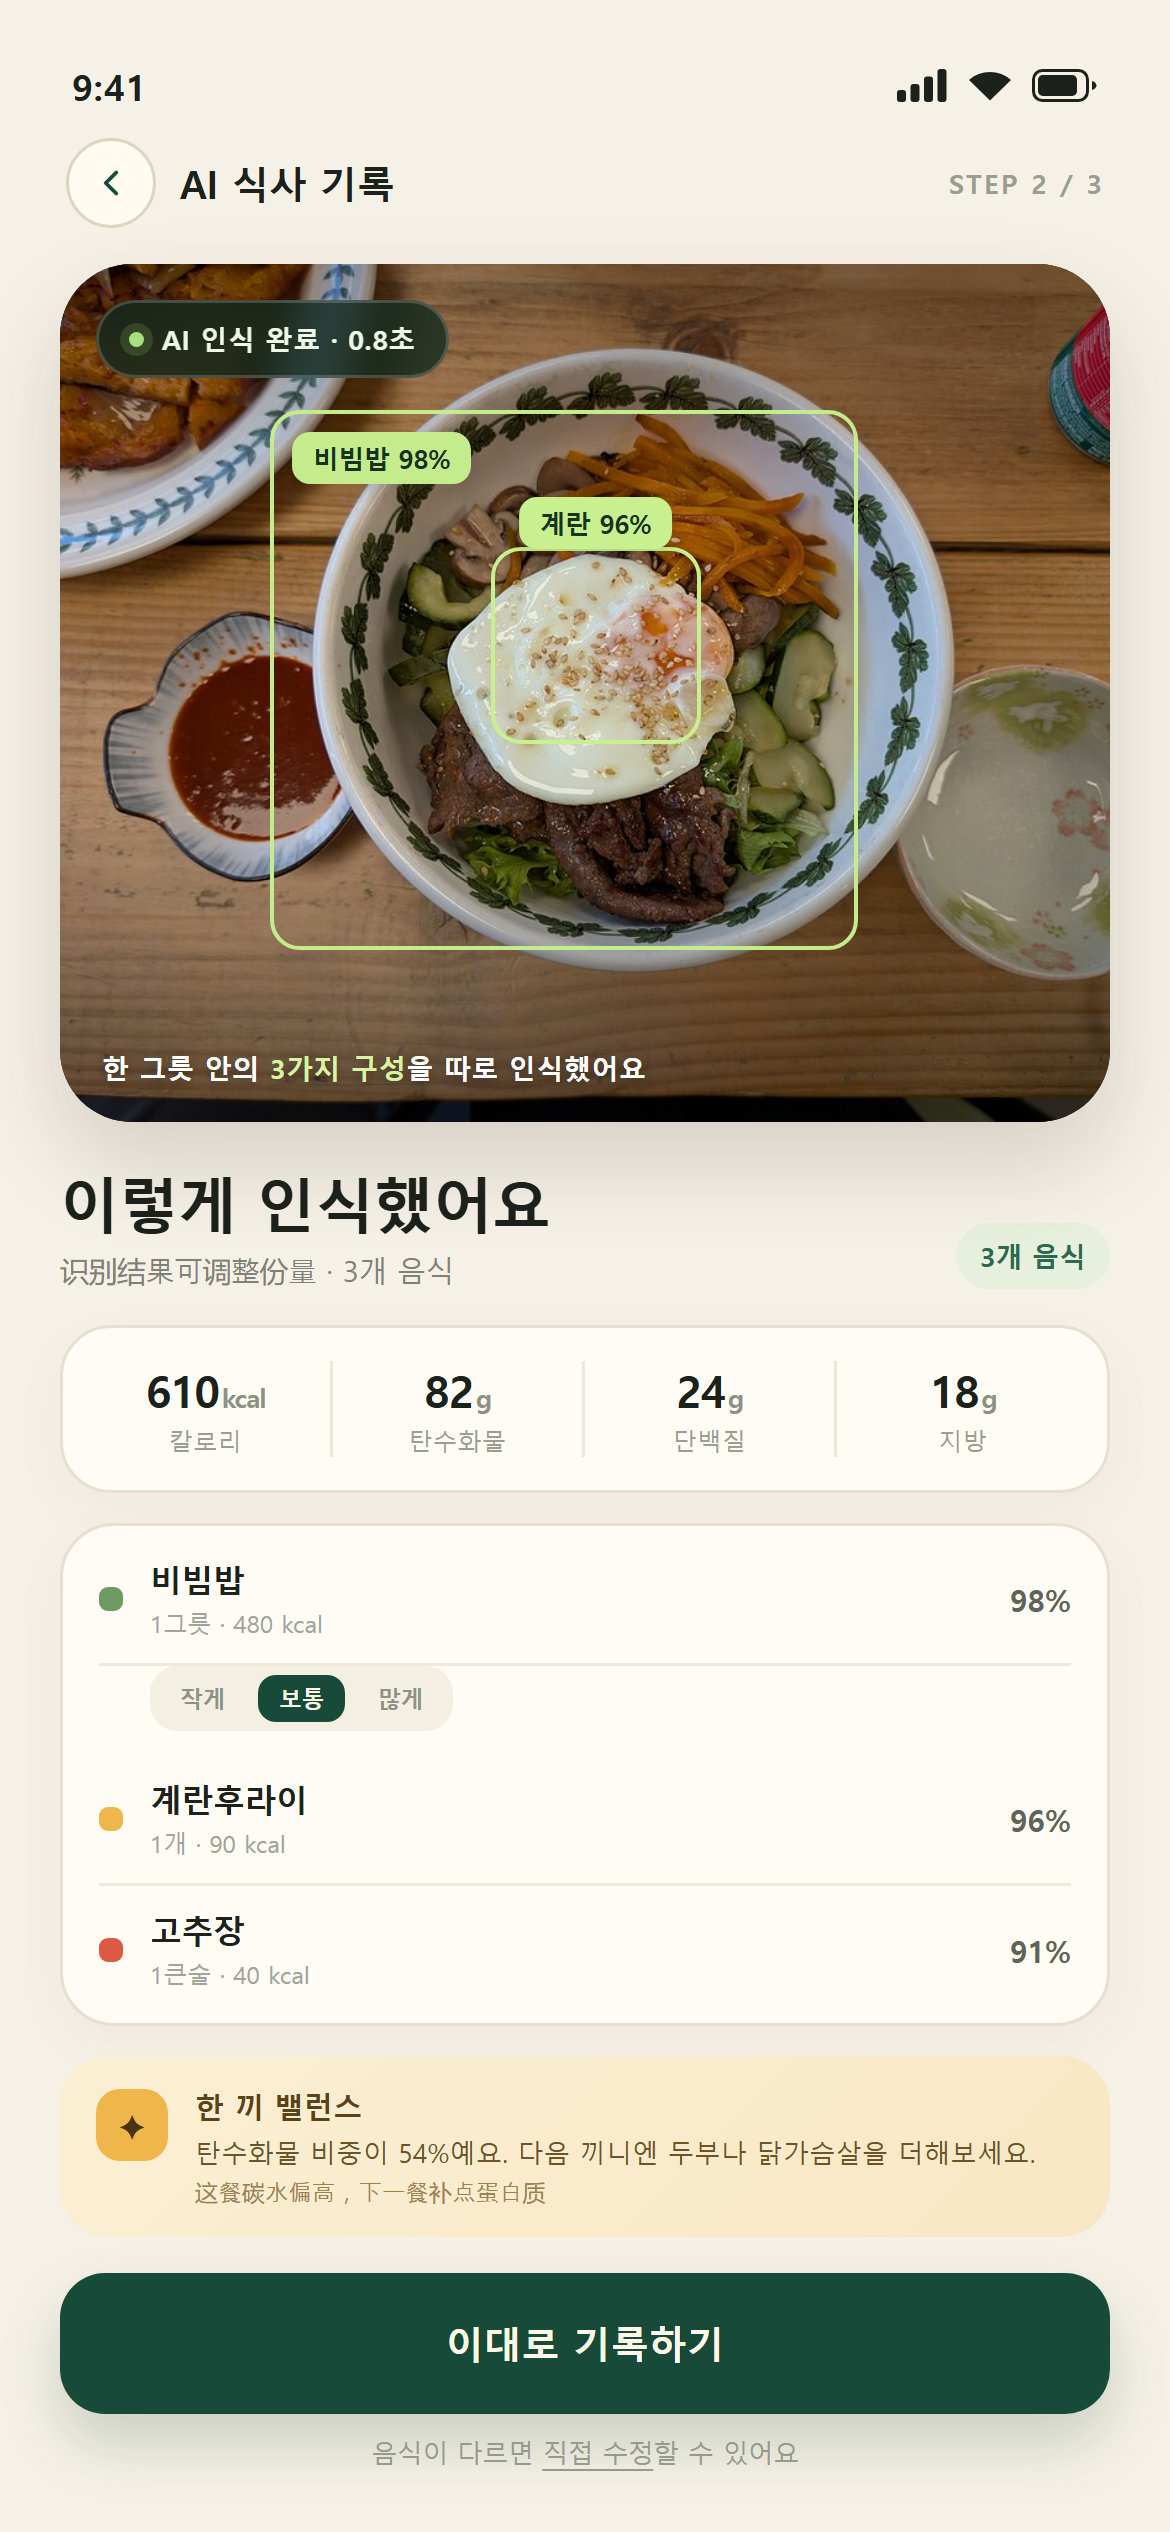 9:41
AI 식사 기록
STEP 2 / 3
AI 인식 완료 · 0.8초
비빔밥 98%
계란 96%
한 그릇 안의 3가지 구성을 따로 인식했어요
이렇게 인식했어요
识别结果可调整份量 · 3개 음식
3개 음식
610kcal 82g 24g 18g
칼로리 탄수화물 단백질 지방
비빔밥
1그릇 · 480 kcal
98%
작게 보통 많게
계란후라이
1개 · 90 kcal
96%
고추장
1큰술 · 40 kcal
91%
한 끼 밸런스
탄수화물 비중이 54%예요. 다음 끼니엔 두부나 닭가슴살을 더해보세요.
这餐碳水偏高，下一餐补点蛋白质
이대로 기록하기
음식이 다르면 직접 수정할 수 있어요